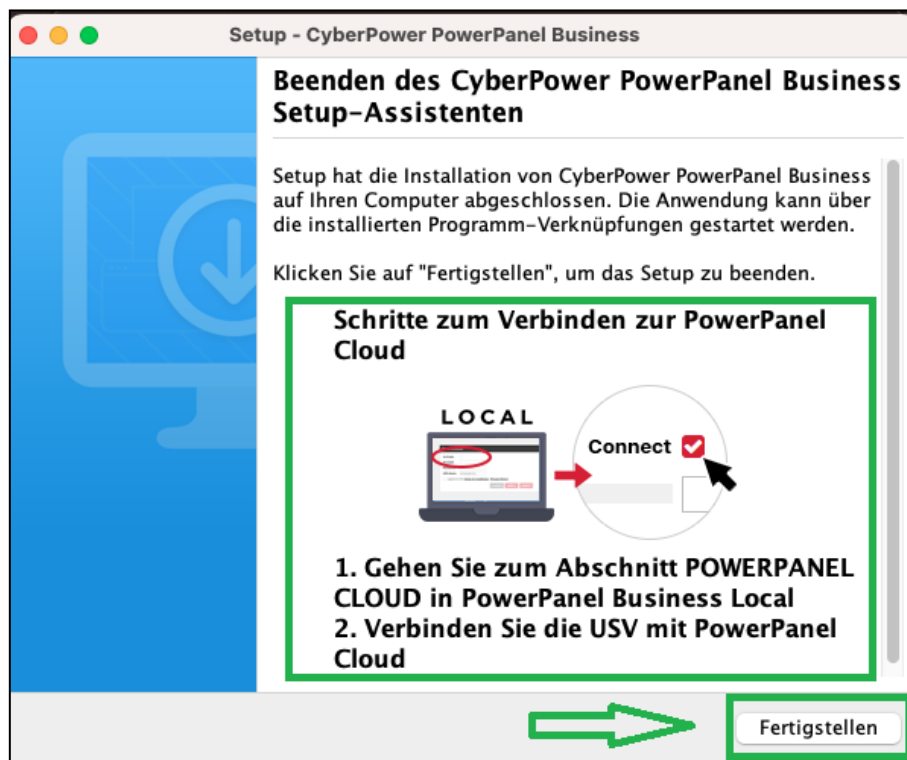 Setup - CyberPower PowerPanel Business
Beenden des CyberPower PowerPanel Business
Setup-Assistenten
Setup hat die Installation von CyberPower PowerPanel Business
auf Ihren Computer abgeschlossen. Die Anwendung kann über
die installierten Programm-Verknüpfungen gestartet werden.
Klicken Sie auf "Fertigstellen", um das Setup zu beenden.
Schritte zum Verbinden zur PowerPanel
Cloud
LOCAL
Connect
1. Gehen Sie zum Abschnitt POWERPANEL
CLOUD in PowerPanel Business Local
2. Verbinden Sie die USV mit PowerPanel
Cloud
Fertigstellen